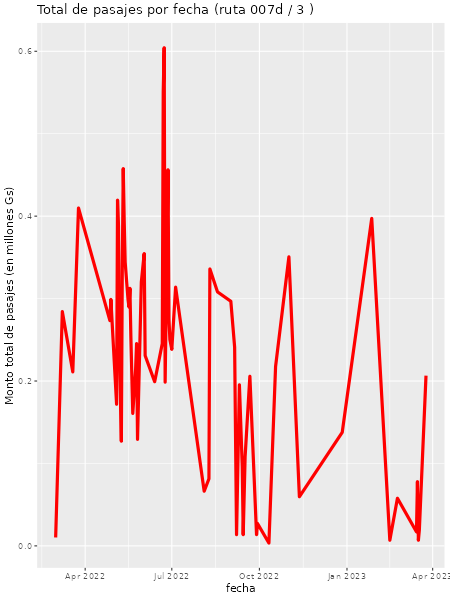 Total de pasajes por fecha (ruta 007d / 3 )
Monto total de pasajes (en millones Gs)
0.6
0.4
0.2
0.0
Apr 2022
Jul 2022
Oct 2022
Jan 2023
Apr 2023
fecha